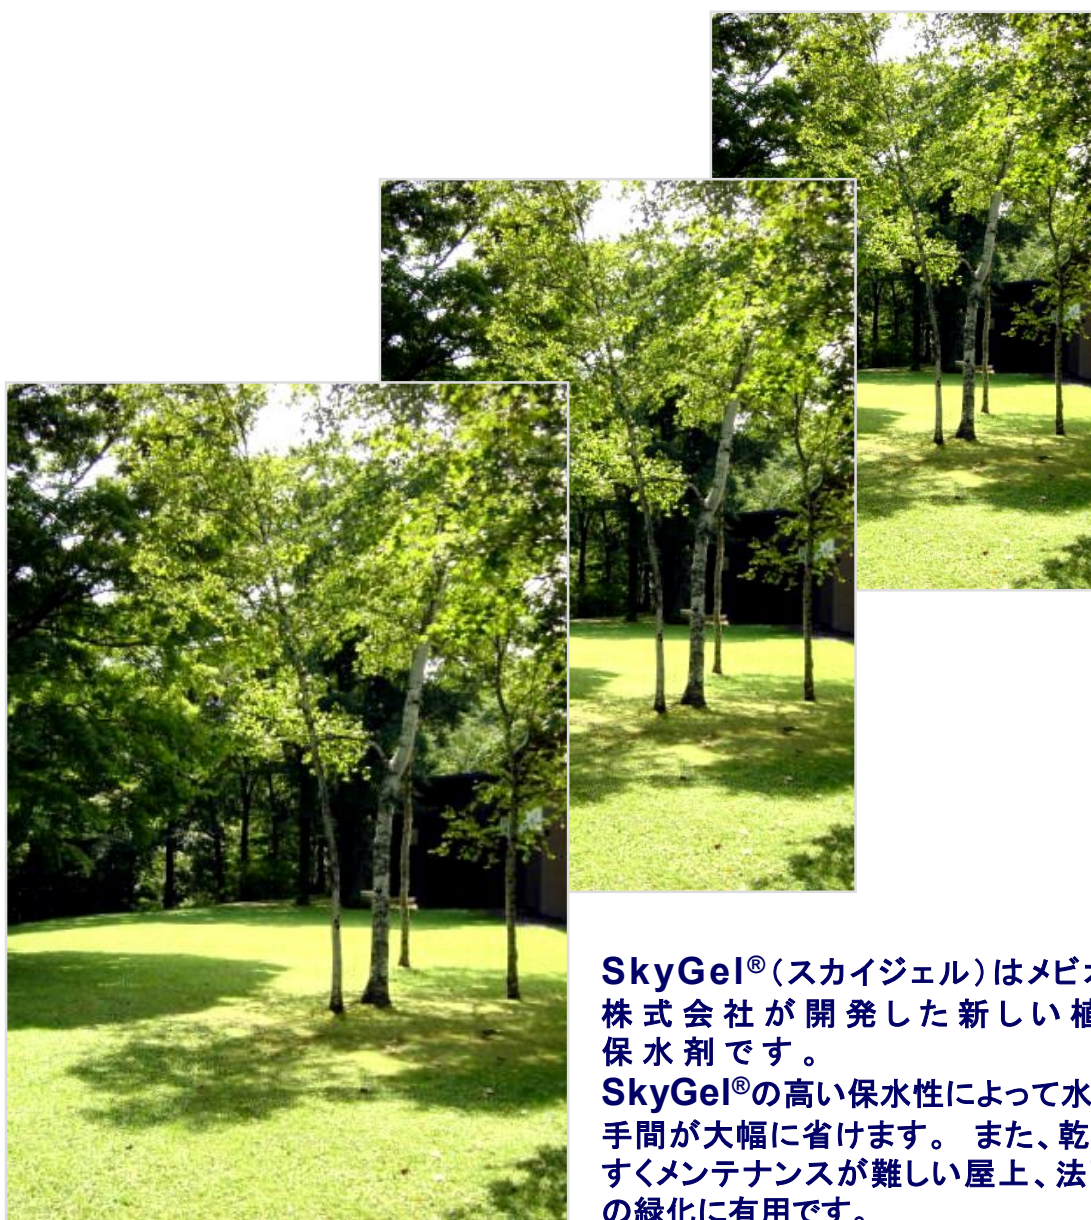 SkyGel®（スカイジェル）はメビオ
株式会社が開発した新しい植
保水剤です。
SkyGel®の高い保水性によって水
手間が大幅に省けます。 また、乾
すくメンテナンスが難しい屋上、法
の緑化に有用です。